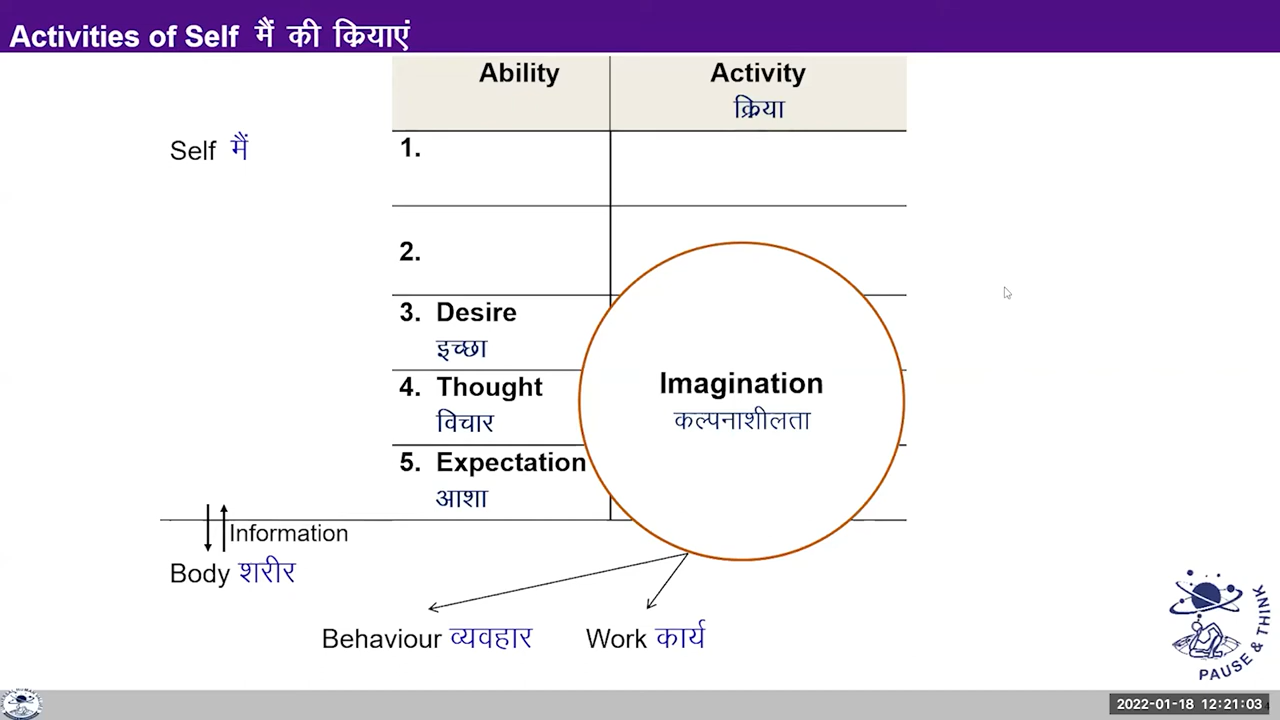 Activities of Self मैं की क्रियाएं
Ability Activity
क्रिया
Self मैं
1.
2.
3. Desire
इच्छा
4. Thought
विचार
5. Expectation
आशा
Imagination
कल्पनाशीलता
Information
Body शरीर
Behaviour व्यवहार Work कार्य
PAUSE & THINK
2022-01-18 12:21:03